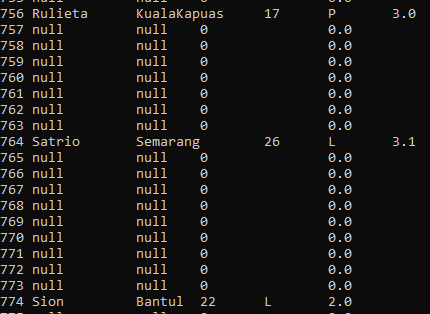 756 Rulieta KualaKapuas 17 P 3.0
757 null null 0 0.0
758 null null 0 0.0
759 null null 0 0.0
760 null null 0 0.0
761 null null 0 0.0
762 null null 0 0.0
763 null null 0 0.0
764 Satrio Semarang 26 L 3.1
765 null null 0 0.0
766 null null 0 0.0
767 null null 0 0.0
768 null null 0 0.0
769 null null 0 0.0
770 null null 0 0.0
771 null null 0 0.0
772 null null 0 0.0
773 null null 0 0.0
774 Sion Bantul 22 L 2.0